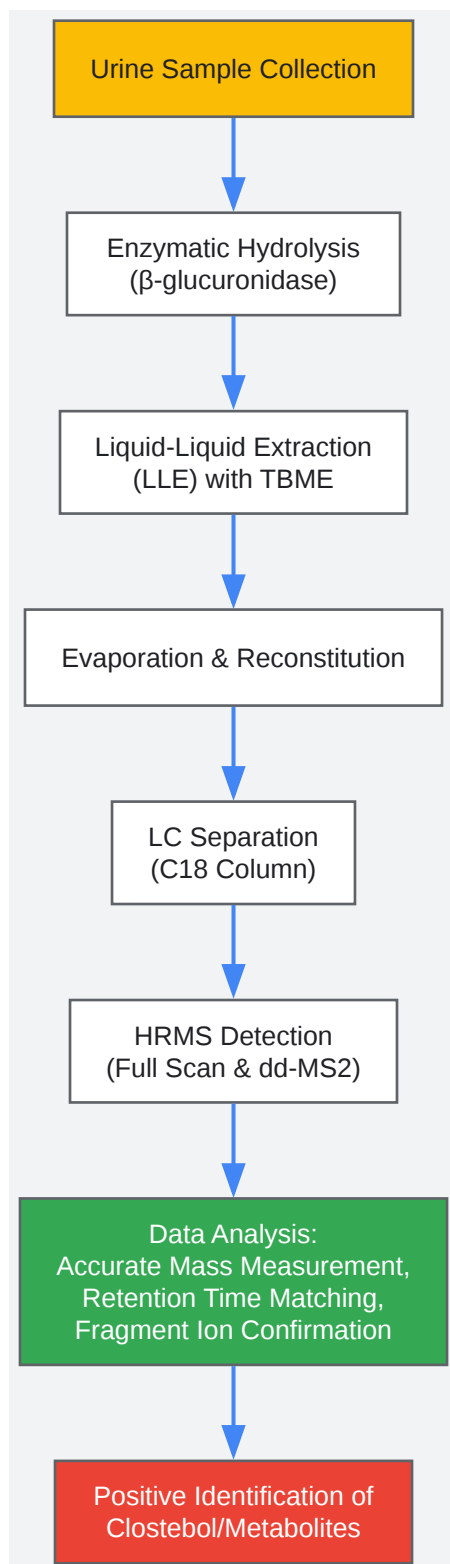 Urine Sample Collection
Enzymatic Hydrolysis
(β-glucuronidase)
Liquid-Liquid Extraction
(LLE) with TBME
Evaporation & Reconstitution
LC Separation
(C18 Column)
HRMS Detection
(Full Scan & dd-MS2)
Data Analysis:
Accurate Mass Measurement,
Retention Time Matching,
Fragment Ion Confirmation
Positive Identification of
Clostebol/Metabolites